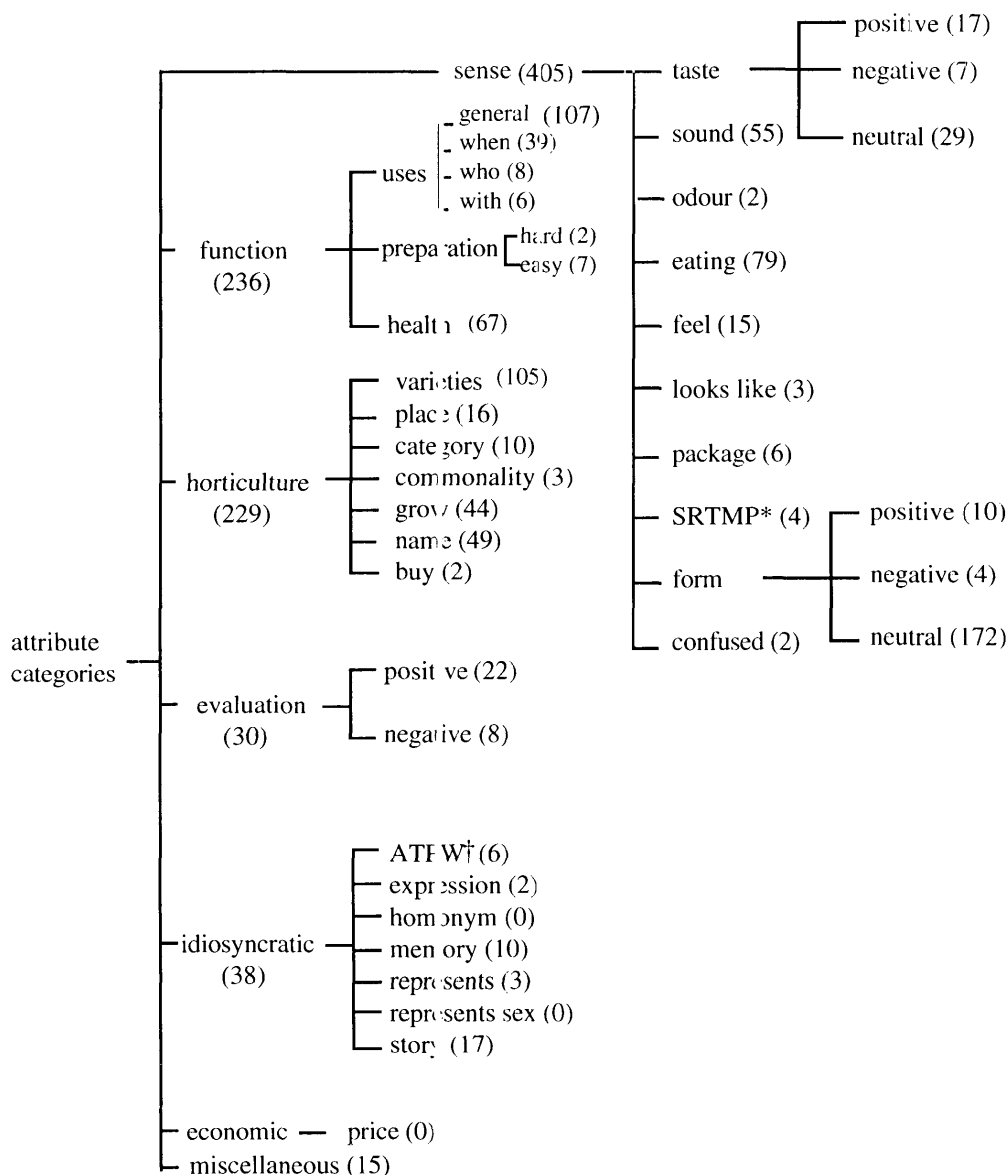 attribute
categories
sense (405)
taste
positive (17)
negative (7)
neutral (29)
sound (55)
odour (2)
eating (79)
feel (15)
looks like (3)
package (6)
SRTMP* (4)
form
positive (10)
negative (4)
neutral (172)
confused (2)
function
(236)
uses
general (107)
when (39)
who (8)
with (6)
preparation
hard (2)
easy (7)
health (67)
horticulture
(229)
varieties (105)
place (16)
category (10)
commonality (3)
grow (44)
name (49)
buy (2)
evaluation
(30)
positive (22)
negative (8)
idiosyncratic
(38)
(6)
expression (2)
homonym (0)
memory (10)
represents (3)
represents sex (0)
story (17)
economic
price (0)
miscellaneous (15)